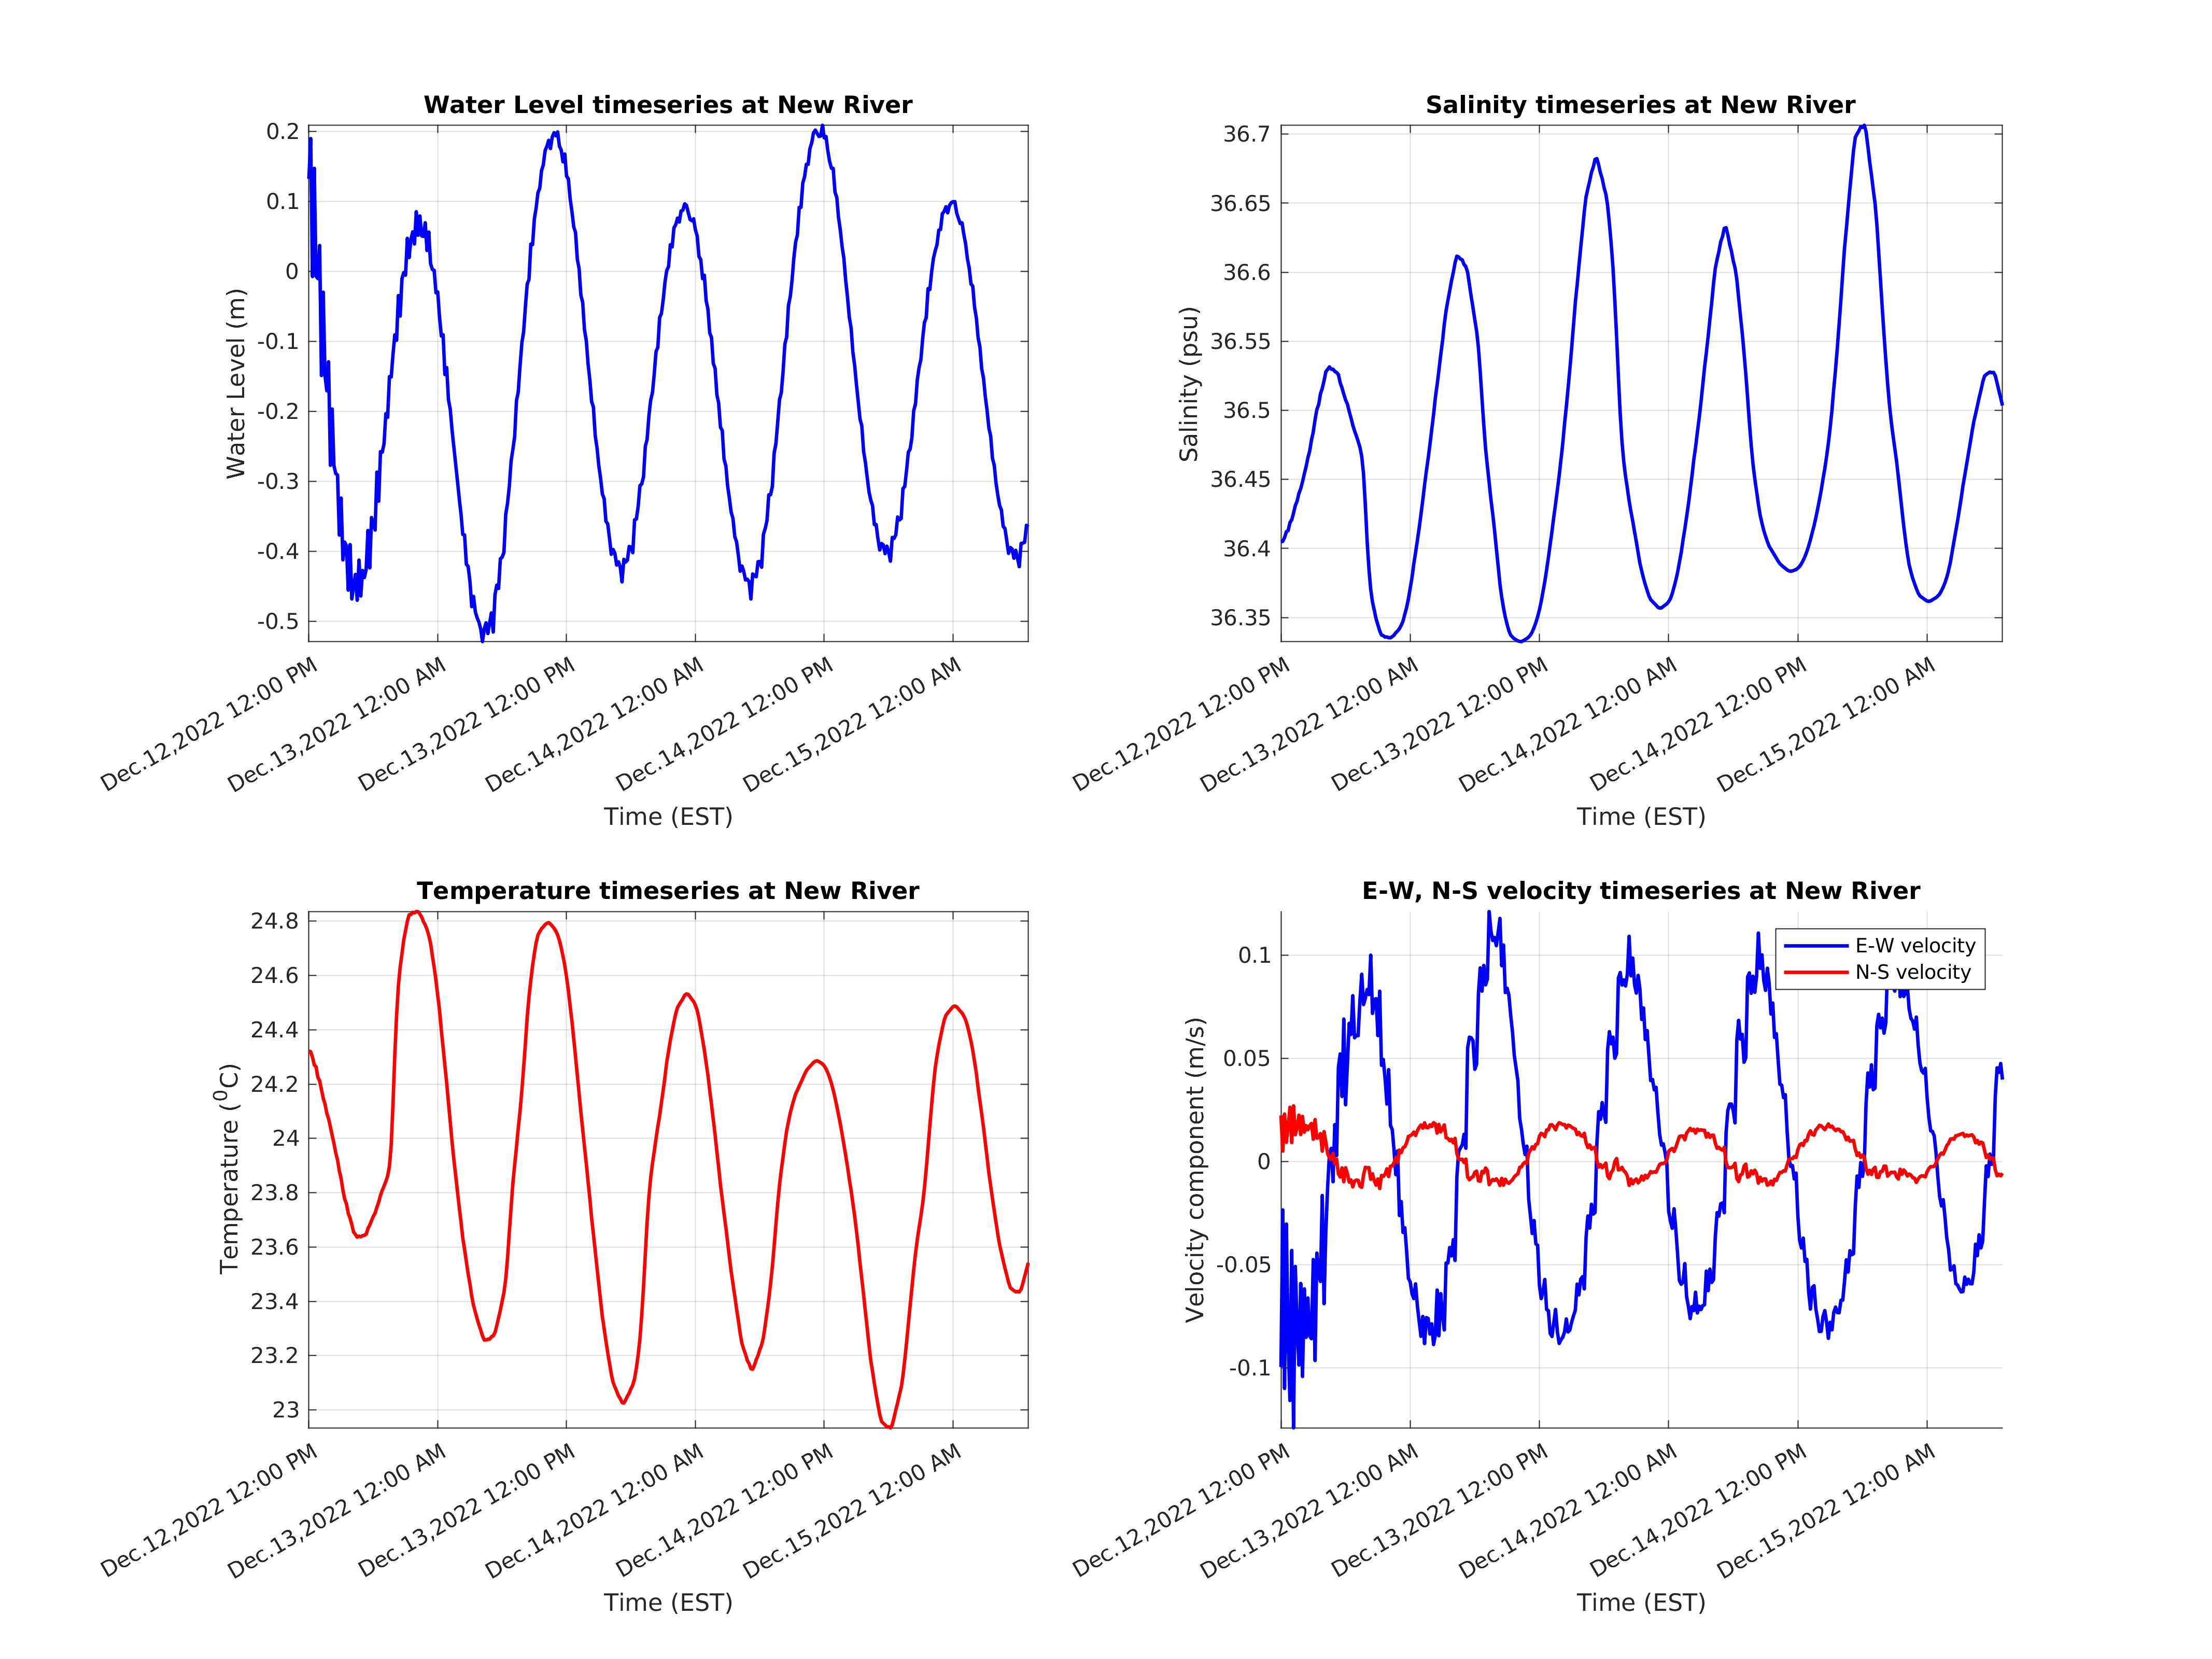 Water Level timeseries at New River
0.2
0.1
0
-0.1
-0.2
-0.3
-0.4
-0.5
Water Level (m)
Dec.12,2022 12:00 PM
Dec.13,2022 12:00 AM
Dec.13,2022 12:00 PM
Dec.14,2022 12:00 AM
Dec.14,2022 12:00 PM
Dec.15,2022 12:00 AM
Time (EST)
Salinity timeseries at New River
36.7
36.65
36.6
36.55
36.5
36.45
36.4
36.35
Salinity (psu)
Dec.12,2022 12:00 PM
Dec.13,2022 12:00 AM
Dec.13,2022 12:00 PM
Dec.14,2022 12:00 AM
Dec.14,2022 12:00 PM
Dec.15,2022 12:00 AM
Time (EST)
Temperature timeseries at New River
24.8
24.6
24.4
24.2
24
23.8
23.6
23.4
23.2
23
Temperature (⁰C)
Dec.12,2022 12:00 PM
Dec.13,2022 12:00 AM
Dec.13,2022 12:00 PM
Dec.14,2022 12:00 AM
Dec.14,2022 12:00 PM
Dec.15,2022 12:00 AM
Time (EST)
E-W, N-S velocity timeseries at New River
E-W velocity
N-S velocity
0.1
0.05
0
-0.05
-0.1
Velocity component (m/s)
Dec.12,2022 12:00 PM
Dec.13,2022 12:00 AM
Dec.13,2022 12:00 PM
Dec.14,2022 12:00 AM
Dec.14,2022 12:00 PM
Dec.15,2022 12:00 AM
Time (EST)